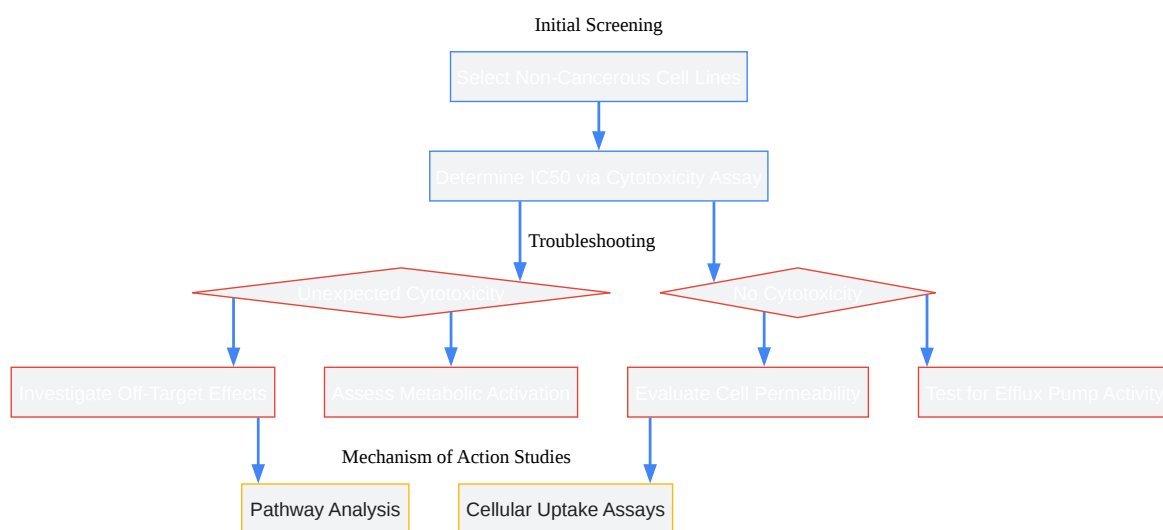 Initial Screening
Select Non-Cancerous Cell Lines
Determine IC50 via Cytotoxicity Assay
Troubleshooting
Unexpected Cytotoxicity
No Cytotoxicity
Investigate Off-Target Effects
Assess Metabolic Activation
Evaluate Cell Permeability
Test for Efflux Pump Activity
Mechanism of Action Studies
Pathway Analysis
Cellular Uptake Assays